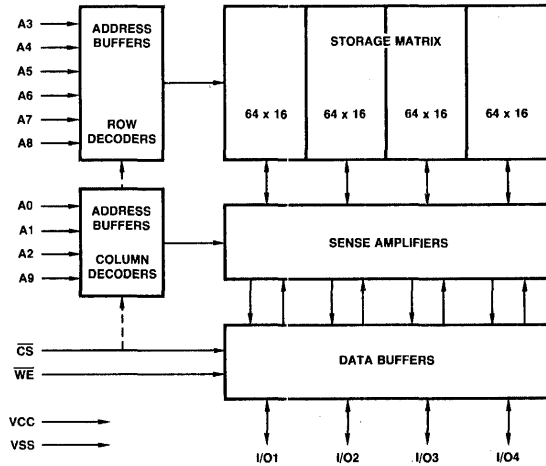 A3
A4
A5
A6
A7
A8
ADDRESS
BUFFERS
ROW
DECODERS
STORAGE MATRIX
64 x 16
64 x 16
64 x 16
64 x 16
A0
A1
A2
A9
ADDRESS
BUFFERS
COLUMN
DECODERS
SENSE AMPLIFIERS
C̅S̅
W̅E̅
DATA BUFFERS
VCC
VSS
I/O1
I/O2
I/O3
I/O4